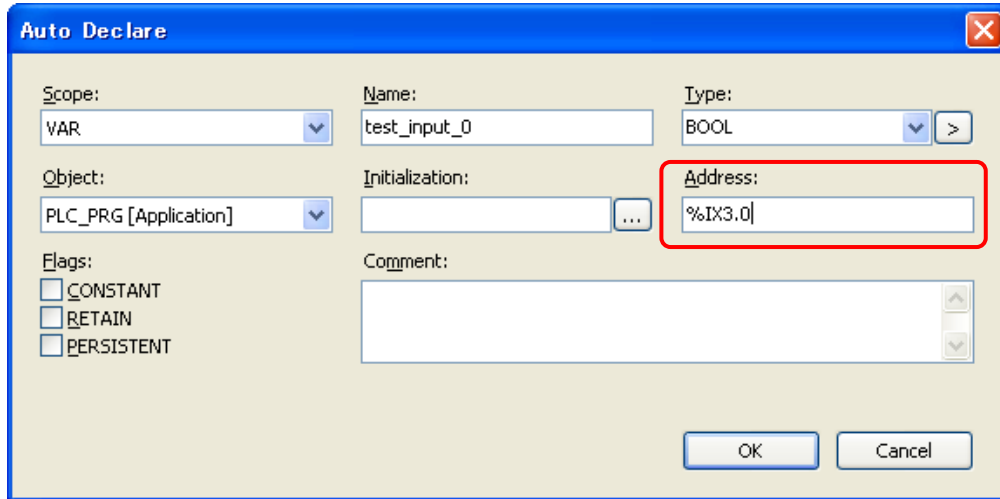 Auto Declare
Scope: Name: Type:
VAR test_input_0 BOOL >
Object: Initialization: Address:
PLC_PRG [Application] ... %IX3.0
Flags: Comment:
CONSTANT
RETAIN
PERSISTENT
OK Cancel